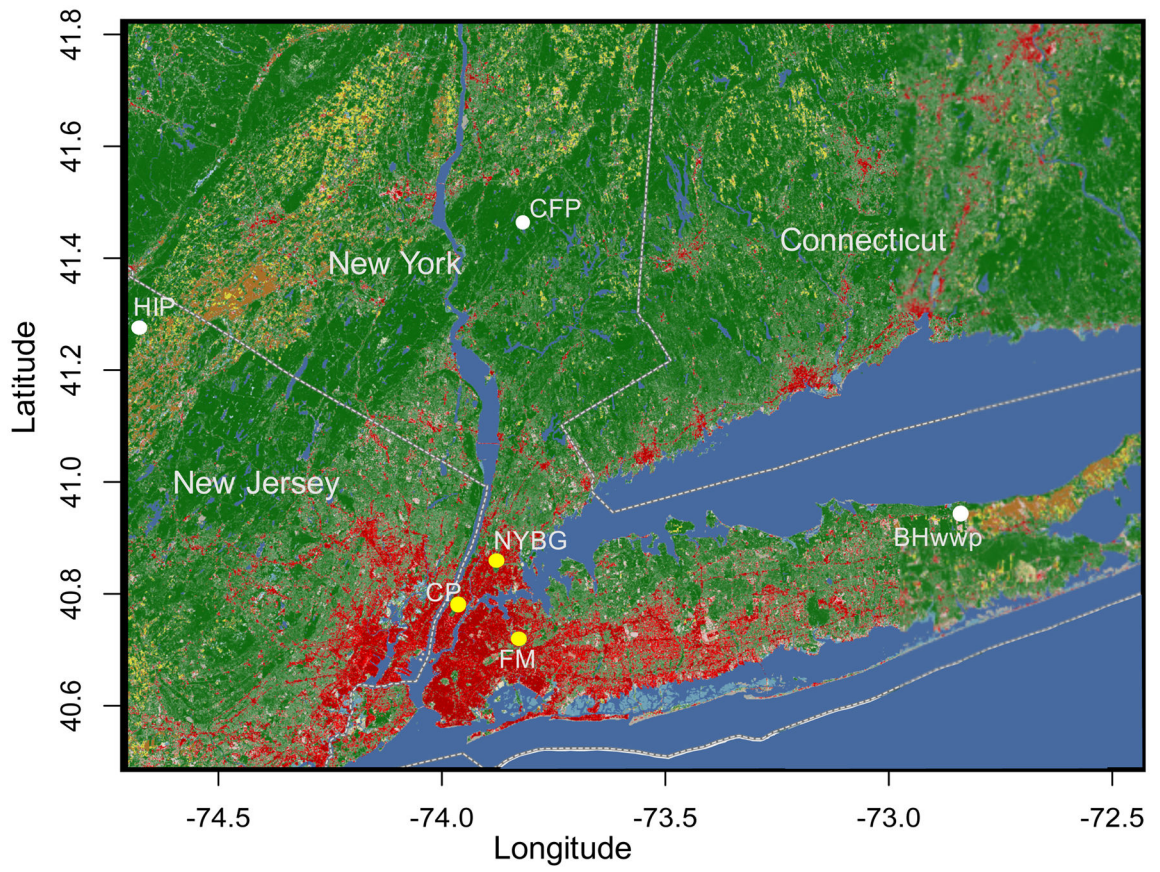 41.8
41.6
41.4
41.2
41.0
40.8
40.6
Latitude
CFP
Connecticut
New York
HIP
New Jersey
NYBG
BHwwp
CP
FM
-74.5
-74.0
-73.5
-73.0
-72.5
Longitude